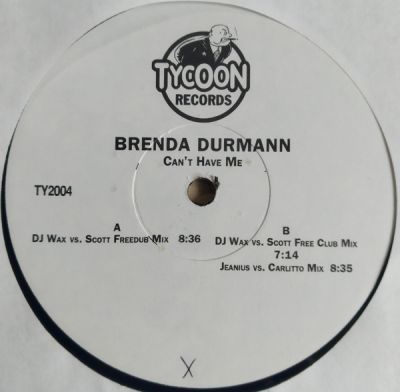 TYCOON
RECORDS
BRENDA DURMANN
CAN'T HAVE ME
TY2004
A
DJ WAX VS. SCOTT FREEDUB MIX 8:36
B
DJ WAX VS. SCOTT FREE CLUB MIX
7:14
JEANIUS VS. CARLITTO MIX 8:35
X